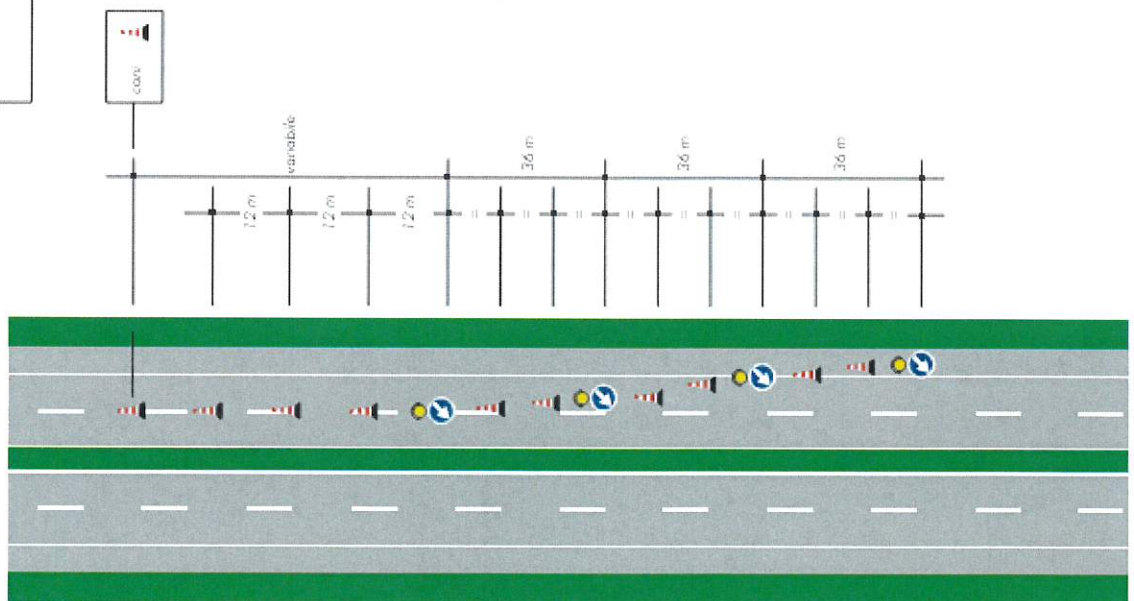 coni
variabile
36 m
36 m
36 m
12 m
12 m
12 m
= = = = = = = = =